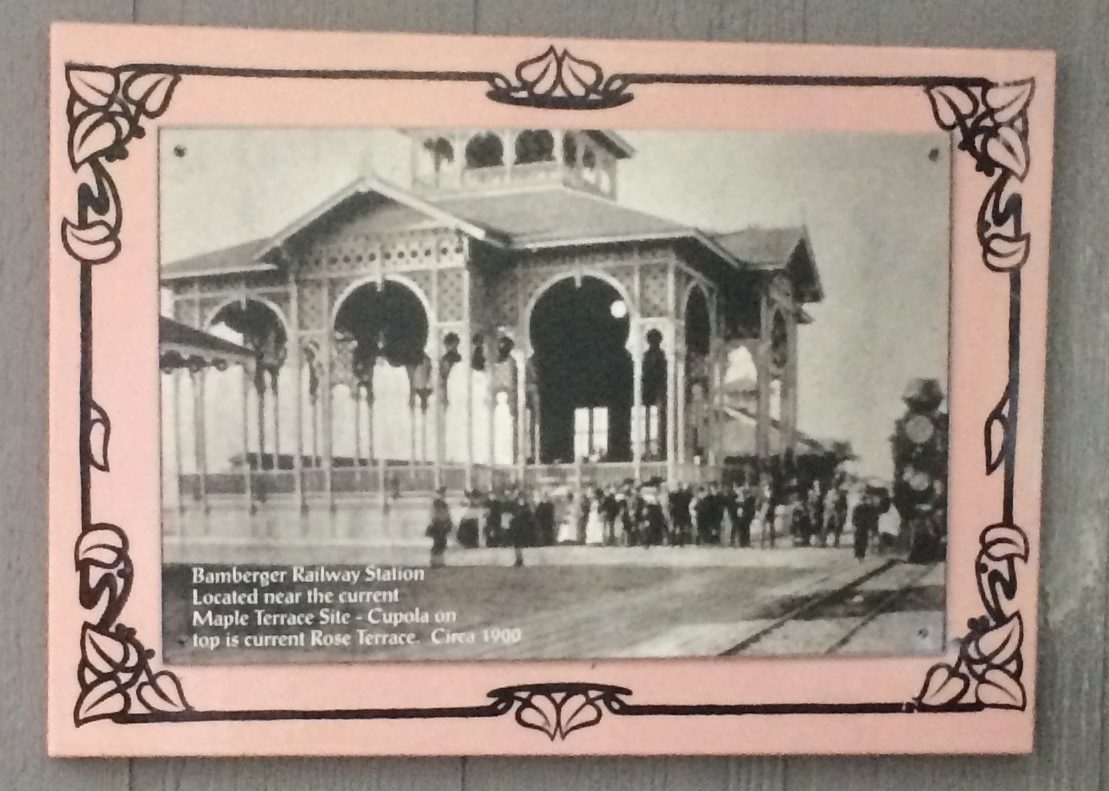 Bamberger Railway Station
Located near the current
Maple Terrace Site - Cupola on
top is current Rose Terrace. Circa 1900